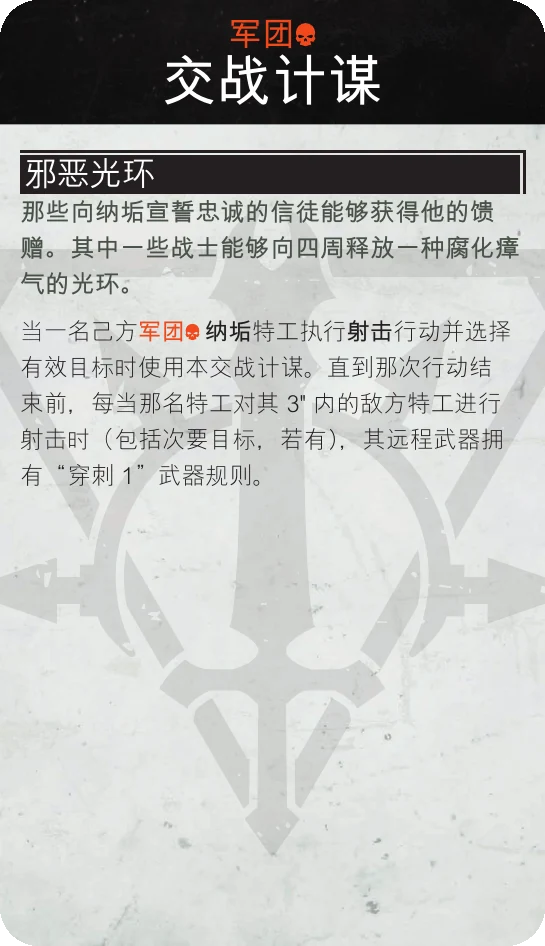 军团
交战计谋
邪恶光环
那些向纳垢宣誓忠诚的信徒能够获得他的馈
赠。其中一些战士能够向四周释放一种腐化瘴
气的光环。
当一名己方军团 纳垢特工执行射击行动并选择
有效目标时使用本交战计谋。直到那次行动结
束前，每当那名特工对其 3" 内的敌方特工进行
射击时（包括次要目标，若有），其远程武器拥
有“穿刺 1”武器规则。